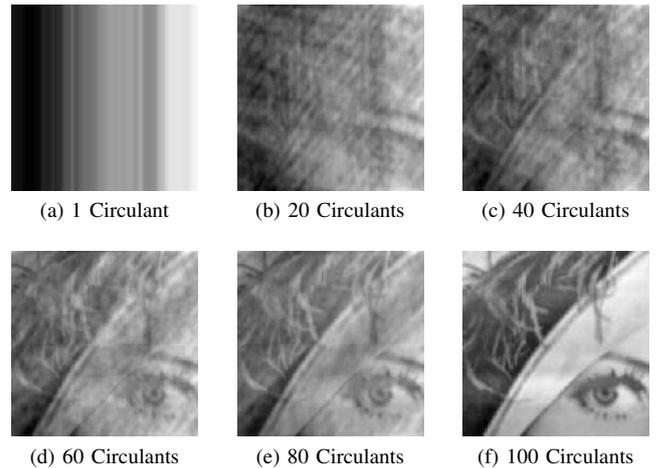 (a) 1 Circulant
(b) 20 Circulants
(c) 40 Circulants
(d) 60 Circulants
(e) 80 Circulants
(f) 100 Circulants